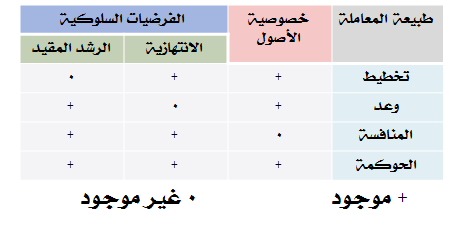 طبيعة المعاملة خصوصية الأصول الفرضيات السلوكية
الانتهازية الرشد المقيد
تخطيط + + ٠
وعد + ٠ +
المنافسة ٠ + +
الحوكمة + + +
+ موجود ٠ غير موجود